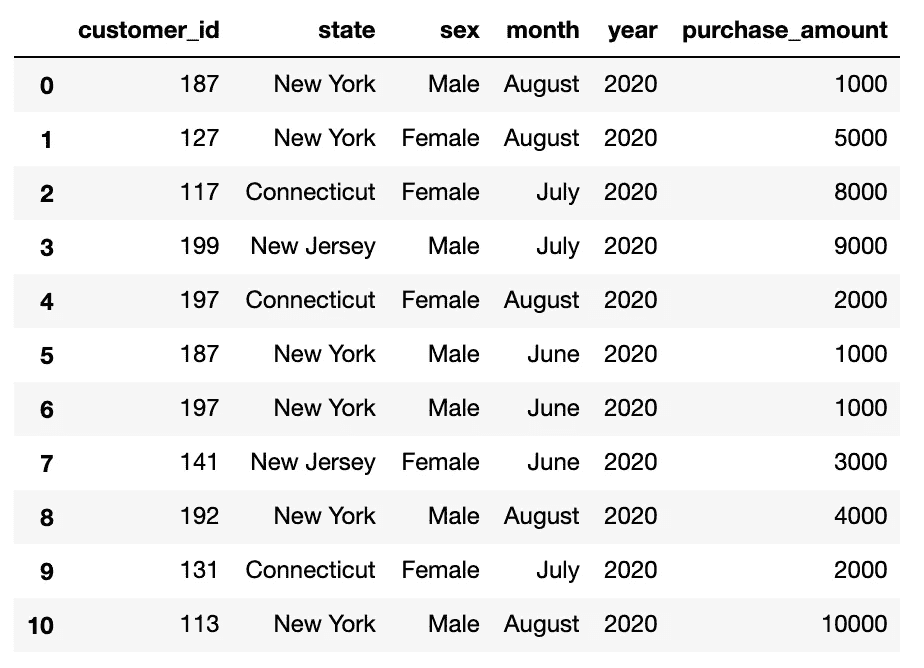 customer_id state sex month year purchase_amount
0 187 New York Male August 2020 1000
1 127 New York Female August 2020 5000
2 117 Connecticut Female July 2020 8000
3 199 New Jersey Male July 2020 9000
4 197 Connecticut Female August 2020 2000
5 187 New York Male June 2020 1000
6 197 New York Male June 2020 1000
7 141 New Jersey Female June 2020 3000
8 192 New York Male August 2020 4000
9 131 Connecticut Female July 2020 2000
10 113 New York Male August 2020 10000